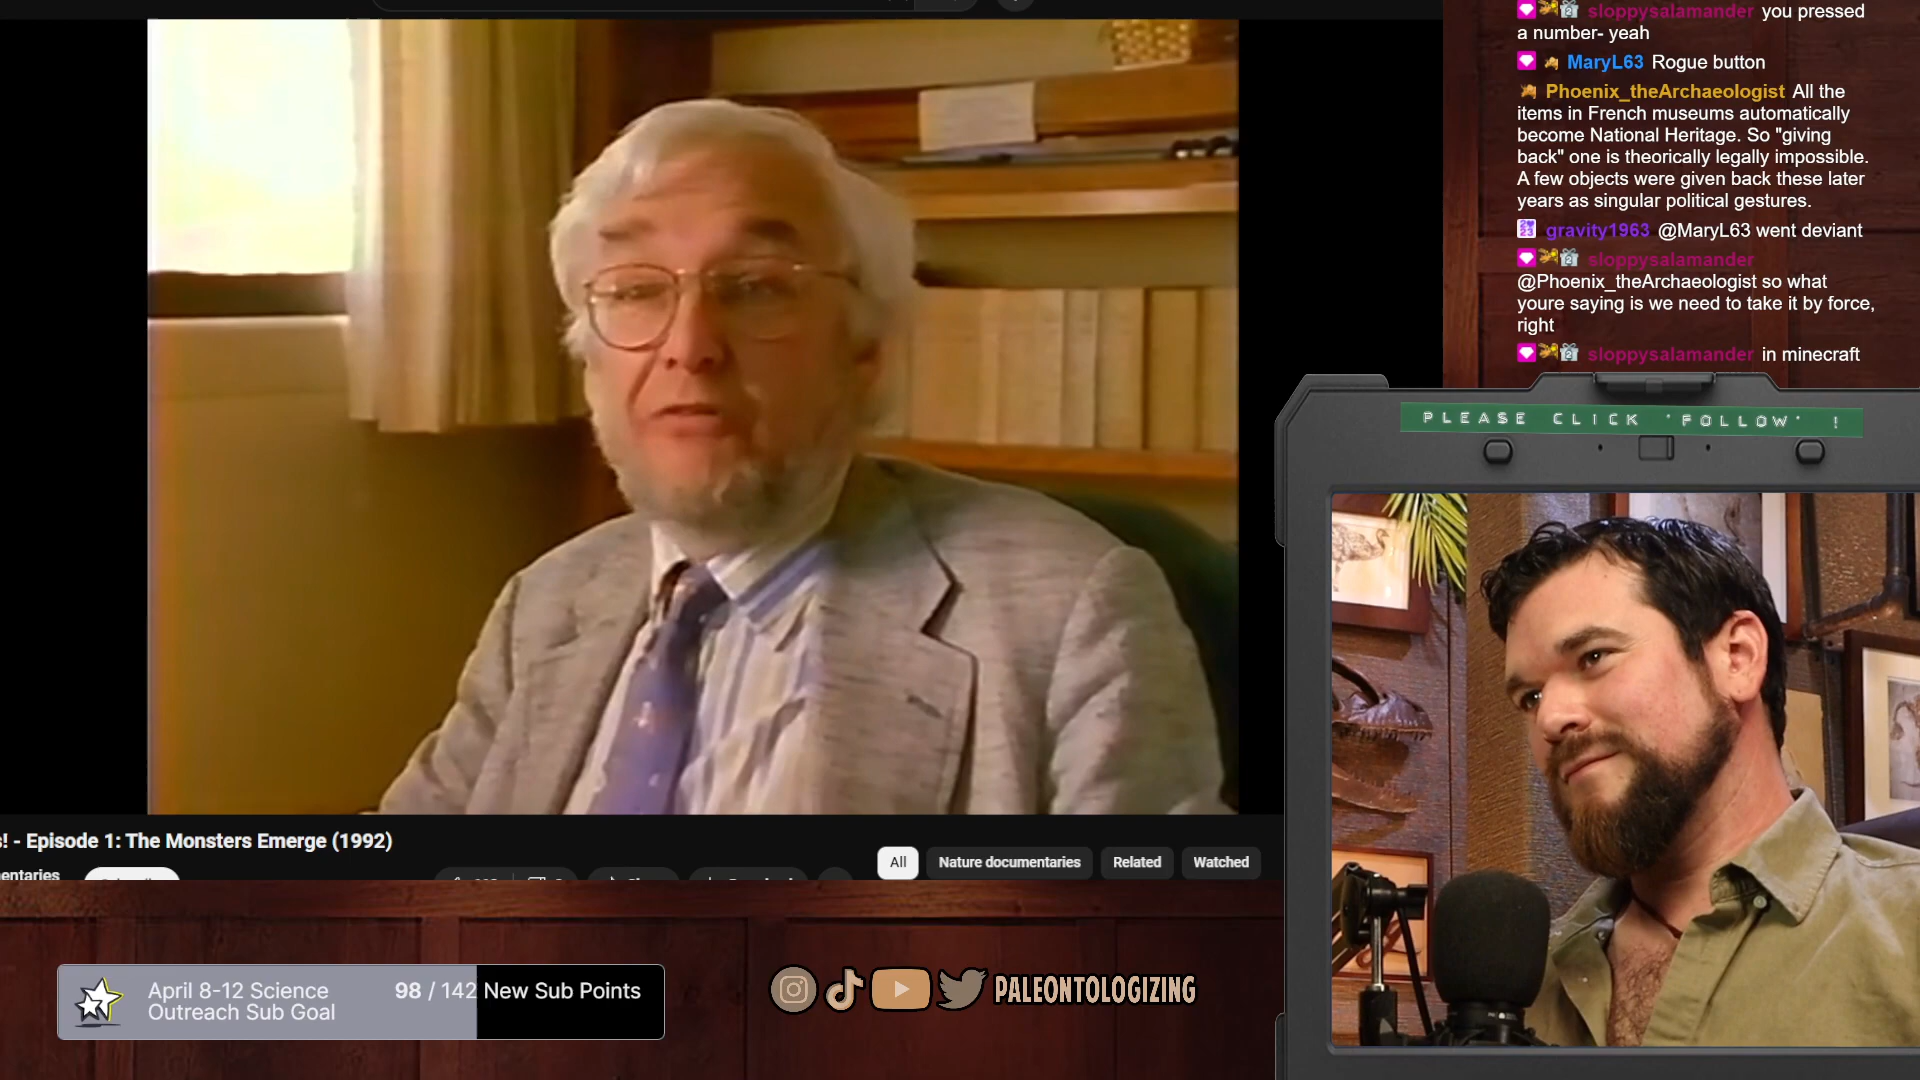 sloppysalamander you pressed
a number- yeah
MaryL63 Rogue button
Phoenix_theArchaeologist All the
items in French museums automatically
become National Heritage. So "giving
back" one is theorically legally impossible.
A few objects were given back these later
years as singular political gestures.
gravity1963 @MaryL63 went deviant
sloppysalamander
@Phoenix_theArchaeologist so what
youre saying is we need to take it by force,
right
sloppysalamander in minecraft
PLEASE CLICK 'FOLLOW' !
s! - Episode 1: The Monsters Emerge (1992)
entaries
All Nature documentaries Related Watched
April 8-12 Science
Outreach Sub Goal
98 / 142 New Sub Points
PALEONTOLOGIZING